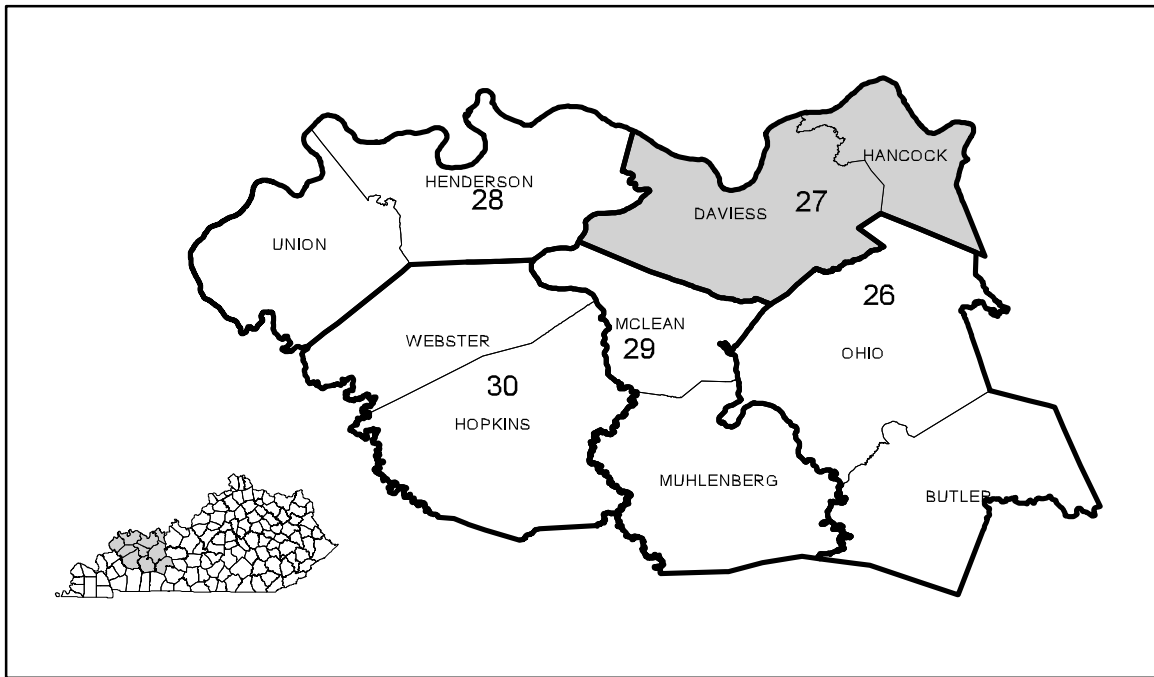 HANCOCK
HENDERSON
28
DAVIESS
27
UNION
26
MCLEAN
WEBSTER
29
OHIO
30
HOPKINS
MUHLENBERG
BUTLER